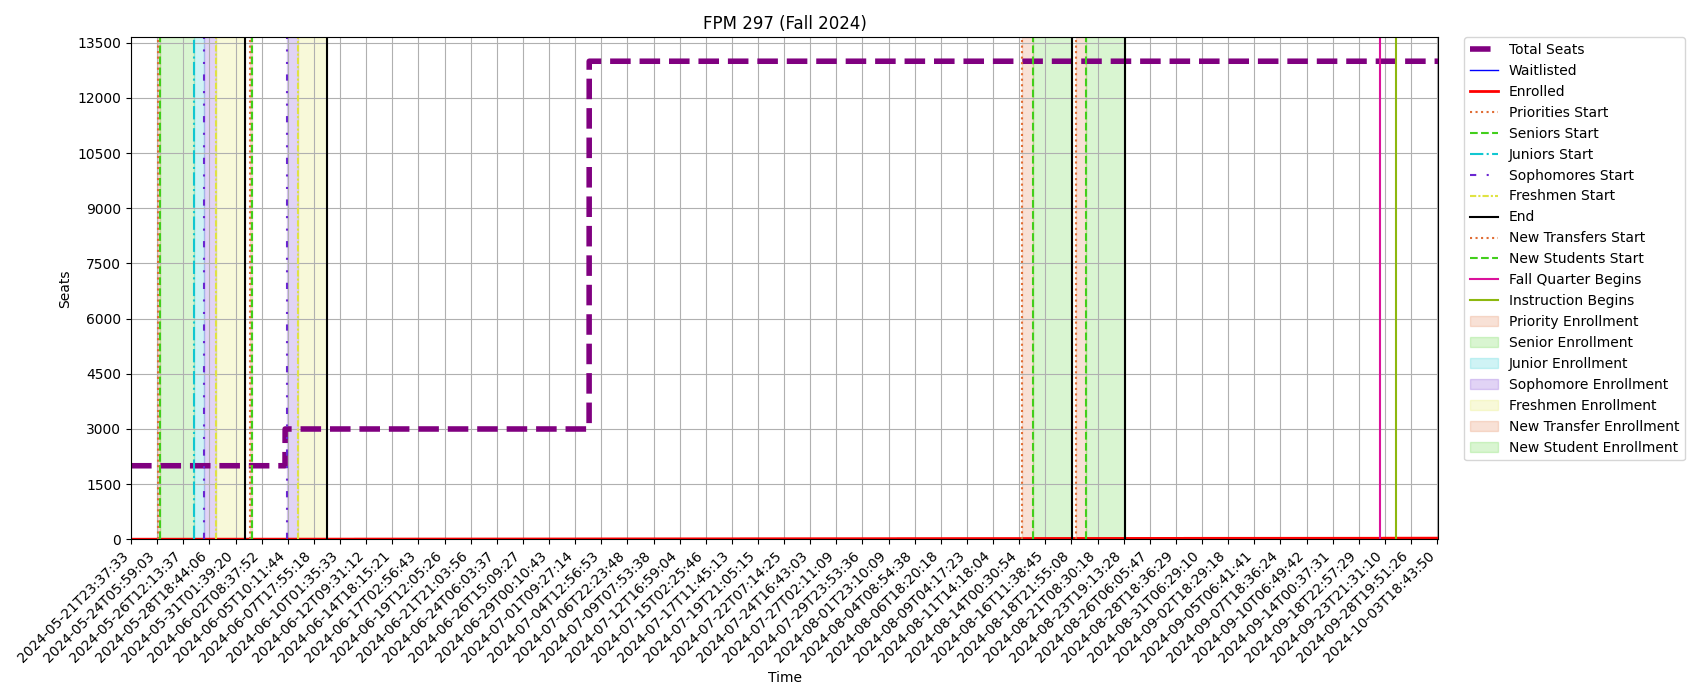 FPM 297 (Fall 2024)
13500
12000
10500
9000
7500
6000
4500
3000
1500
0
Seats
2024-05-21T23:37:33
2024-05-24T05:59:03
2024-05-26T12:13:37
2024-05-28T18:44:06
2024-05-31T01:39:20
2024-06-02T08:37:52
2024-06-05T10:11:44
2024-06-07T17:55:18
2024-06-10T01:35:33
2024-06-12T09:31:12
2024-06-14T18:15:21
2024-06-17T02:56:43
2024-06-19T12:05:26
2024-06-21T21:03:56
2024-06-24T06:03:37
2024-06-26T15:09:27
2024-06-29T00:10:43
2024-07-01T09:27:14
2024-07-04T12:56:53
2024-07-06T22:23:48
2024-07-09T07:53:38
2024-07-12T16:59:04
2024-07-15T02:25:46
2024-07-17T11:45:13
2024-07-19T21:05:15
2024-07-22T07:14:25
2024-07-24T16:43:03
2024-07-27T02:11:09
2024-07-29T23:53:36
2024-08-01T23:10:09
2024-08-04T08:54:38
2024-08-06T18:20:18
2024-08-09T04:17:23
2024-08-11T14:18:04
2024-08-14T00:30:54
2024-08-16T11:38:45
2024-08-18T21:55:08
2024-08-21T08:30:18
2024-08-23T19:13:28
2024-08-26T06:05:47
2024-08-28T18:36:29
2024-08-31T06:29:10
2024-09-02T18:29:18
2024-09-05T06:41:41
2024-09-07T18:36:24
2024-09-10T06:49:42
2024-09-14T00:37:31
2024-09-18T22:57:29
2024-09-23T21:31:10
2024-09-28T19:51:26
2024-10-03T18:43:50
Time
Total Seats
Waitlisted
Enrolled
Priorities Start
Seniors Start
Juniors Start
Sophomores Start
Freshmen Start
End
New Transfers Start
New Students Start
Fall Quarter Begins
Instruction Begins
Priority Enrollment
Senior Enrollment
Junior Enrollment
Sophomore Enrollment
Freshmen Enrollment
New Transfer Enrollment
New Student Enrollment